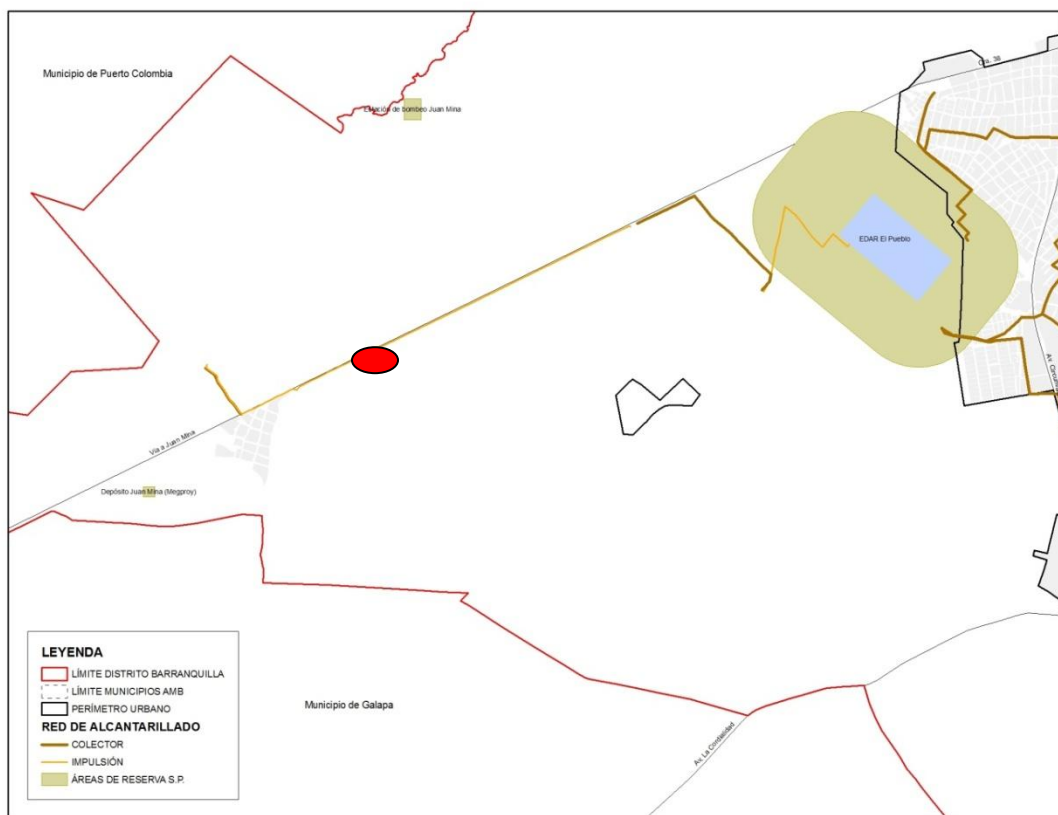 Cra. 38
Municipio de Puerto Colombia
Estación de bombeo Juan Mina
EDAR El Pueblo
Av. Circunv
Vía a Juan Mina
Depósito Juan Mina (Megproy)
LEYENDA
LÍMITE DISTRITO BARRANQUILLA
LÍMITE MUNICIPIOS AMB
PERÍMETRO URBANO
RED DE ALCANTARILLADO
COLECTOR
IMPULSIÓN
ÁREAS DE RESERVA S.P.
Municipio de Galapa
Av. La Cordialidad